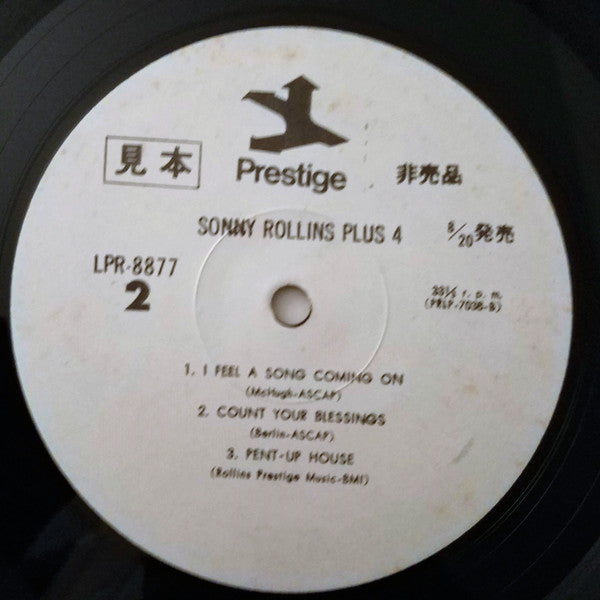 見本
Prestige
非売品
SONNY ROLLINS PLUS 4
8/20発売
LPR-8877
2
33⅓ r.p.m.
(PRLP-7038-B)
1. I FEEL A SONG COMING ON
(McHugh-ASCAP)
2. COUNT YOUR BLESSINGS
(Berlin-ASCAP)
3. PENT-UP HOUSE
(Rollins Prestige Music-BMI)